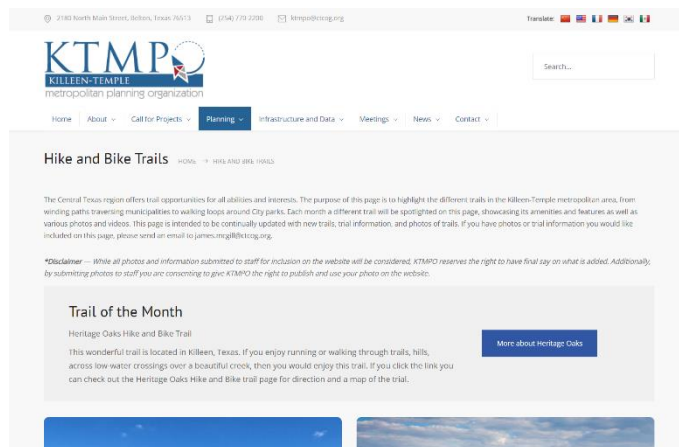 2180 North Main Street, Belton, Texas 76513 (254) 770 2200 ktmpo@ctcog.org Translate:
KTMPO
KILLEEN-TEMPLE
metropolitan planning organization
Search...
Home About Call for Projects Planning Infrastructure and Data Meetings News Contact
Hike and Bike Trails HOME HIKE AND BIKE TRAILS
The Central Texas region offers trail opportunities for all abilities and interests. The purpose of this page is to highlight the different trails in the Killeen-Temple metropolitan area, from
winding paths traversing municipalities to walking loops around City parks. Each month a different trail will be spotlighted on this page, showcasing its amenities and features as well as
various photos and videos. This page is intended to be continually updated with new trails, trial information, and photos of trails. If you have photos or trial information you would like
included on this page, please send an email to james.mcgill@ctcog.org.
*Disclaimer — While all photos and information submitted to staff for inclusion on the website will be considered, KTMPO reserves the right to have final say on what is added. Additionally,
by submitting photos to staff you are consenting to give KTMPO the right to publish and use your photo on the website.
Trail of the Month
Heritage Oaks Hike and Bike Trail
This wonderful trail is located in Killeen, Texas. If you enjoy running or walking through trails, hills,
across low water crossings over a beautiful creek, then you would enjoy this trail. If you click the link you
can check out the Heritage Oaks Hike and Bike trail page for direction and a map of the trial.
More about Heritage Oaks